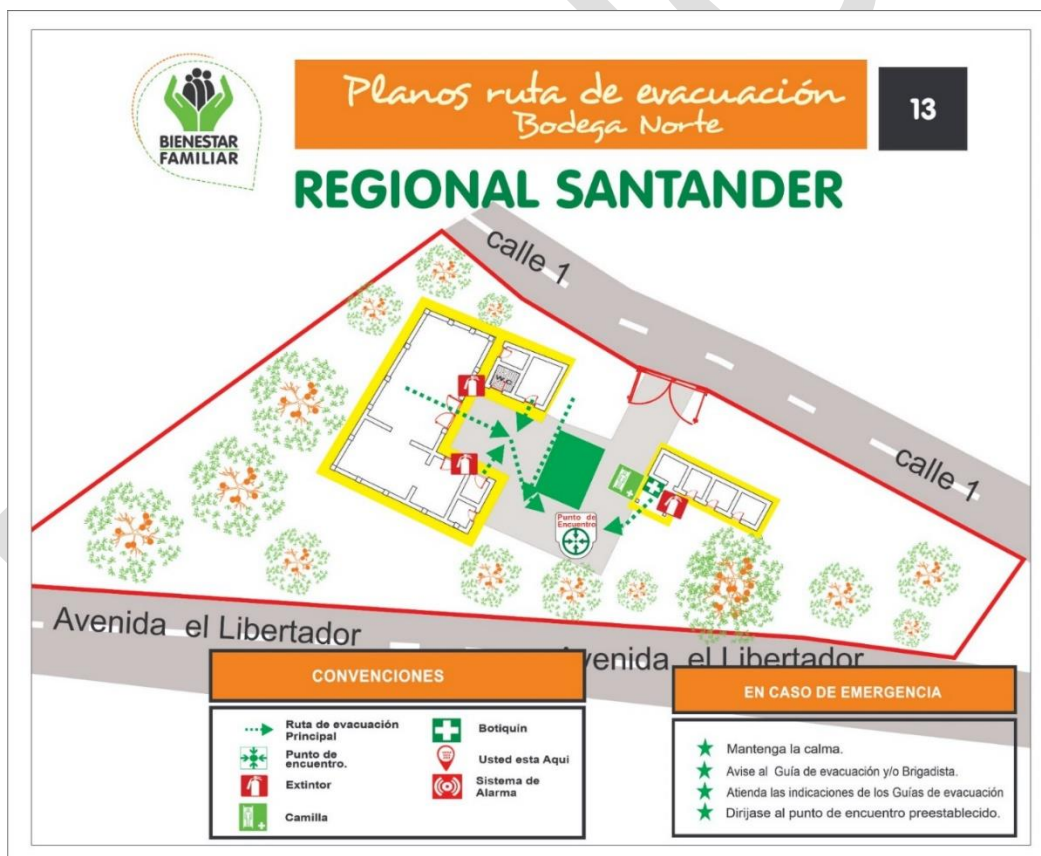 BIENESTAR
FAMILIAR
Planos ruta de evacuación
Bodega Norte
13
REGIONAL SANTANDER
calle 1
calle 1
W.C
Punto de
Encuentro
Avenida el Libertador
Avenida el Libertador
CONVENCIONES
Ruta de evacuación
Principal
Punto de
encuentro.
Extintor
Camilla
Botiquín
Usted esta Aqui
Sistema de
Alarma
EN CASO DE EMERGENCIA
Mantenga la calma.
Avise al Guía de evacuación y/o Brigadista.
Atienda las indicaciones de los Guías de evacuación
Dirijase al punto de encuentro preestablecido.